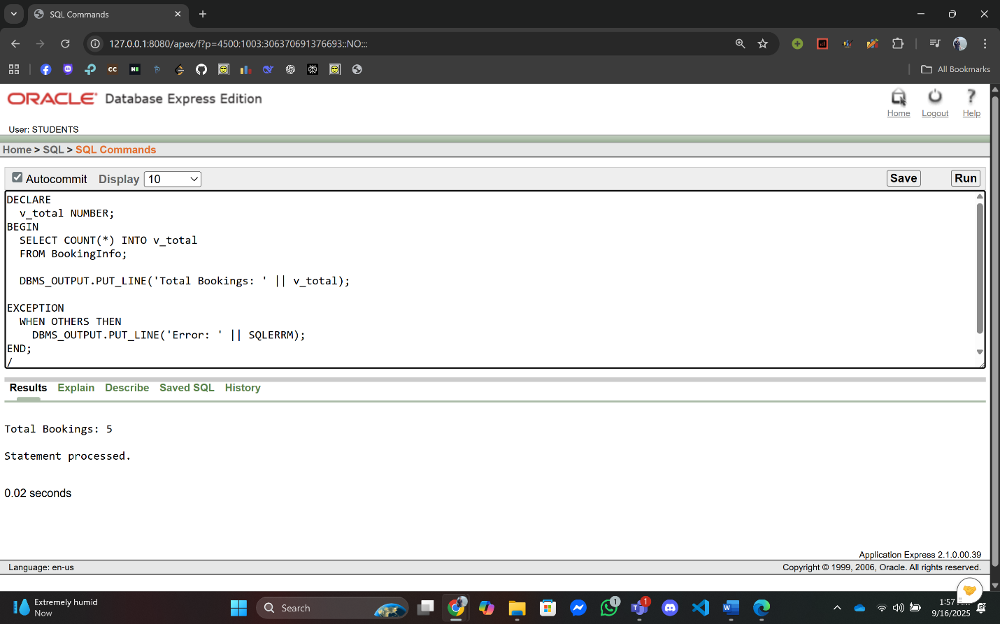 SQL Commands
127.0.0.1:8080/apex/f?p=4500:1003:306370691376693::NO:::
All Bookmarks
ORACLE Database Express Edition
Home Logout Help
User: STUDENTS
Home > SQL > SQL Commands
Autocommit Display 10 Save Run
DECLARE
v_total NUMBER;
BEGIN
SELECT COUNT(*) INTO v_total
FROM BookingInfo;
DBMS_OUTPUT.PUT_LINE('Total Bookings: ' || v_total);
EXCEPTION
WHEN OTHERS THEN
DBMS_OUTPUT.PUT_LINE('Error: ' || SQLERRM);
END;
/
Results Explain Describe Saved SQL History
Total Bookings: 5
Statement processed.
0.02 seconds
Application Express 2.1.0.00.39
Language: en-us Copyright © 1999, 2006, Oracle. All rights reserved.
Extremely humid
Now
Search
1
1
1:57
9/16/2025